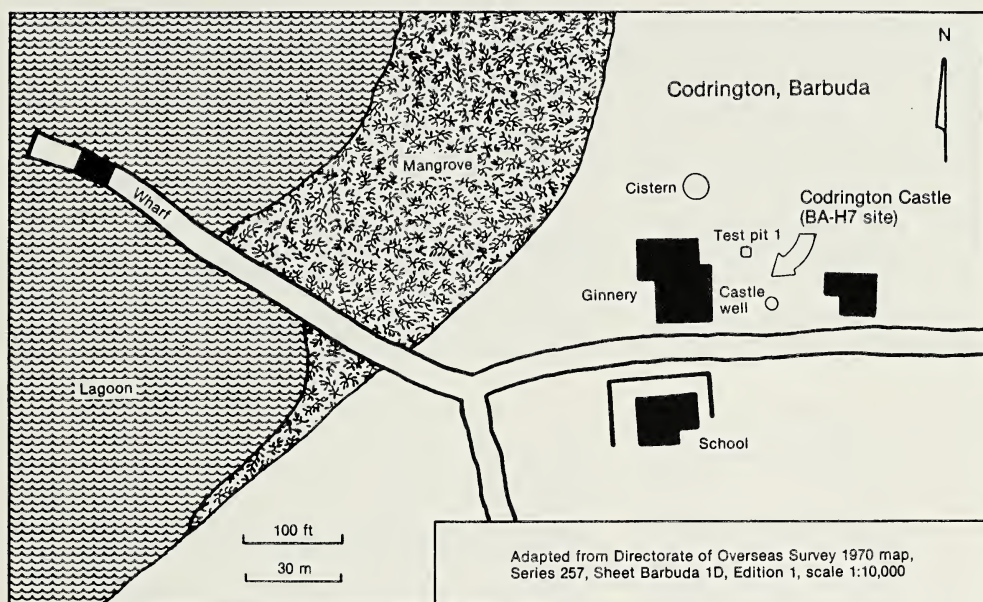 N
Codrington, Barbuda
Mangrove
Wharf
Cistern
Codrington Castle
(BA-H7 site)
Test pit 1
Ginnery
Castle
well
Lagoon
School
100 ft
30 m
Adapted from Directorate of Overseas Survey 1970 map,
Series 257, Sheet Barbuda 1D, Edition 1, scale 1:10,000